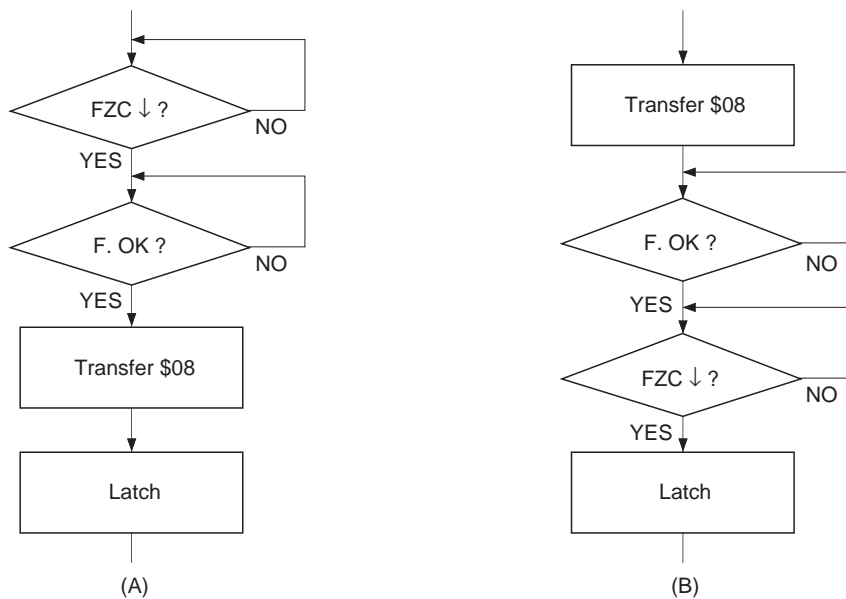 FZC ↓ ?
NO
YES
F. OK ?
NO
YES
Transfer $08
Latch
(A)
Transfer $08
F. OK ?
NO
YES
FZC ↓ ?
NO
YES
Latch
(B)